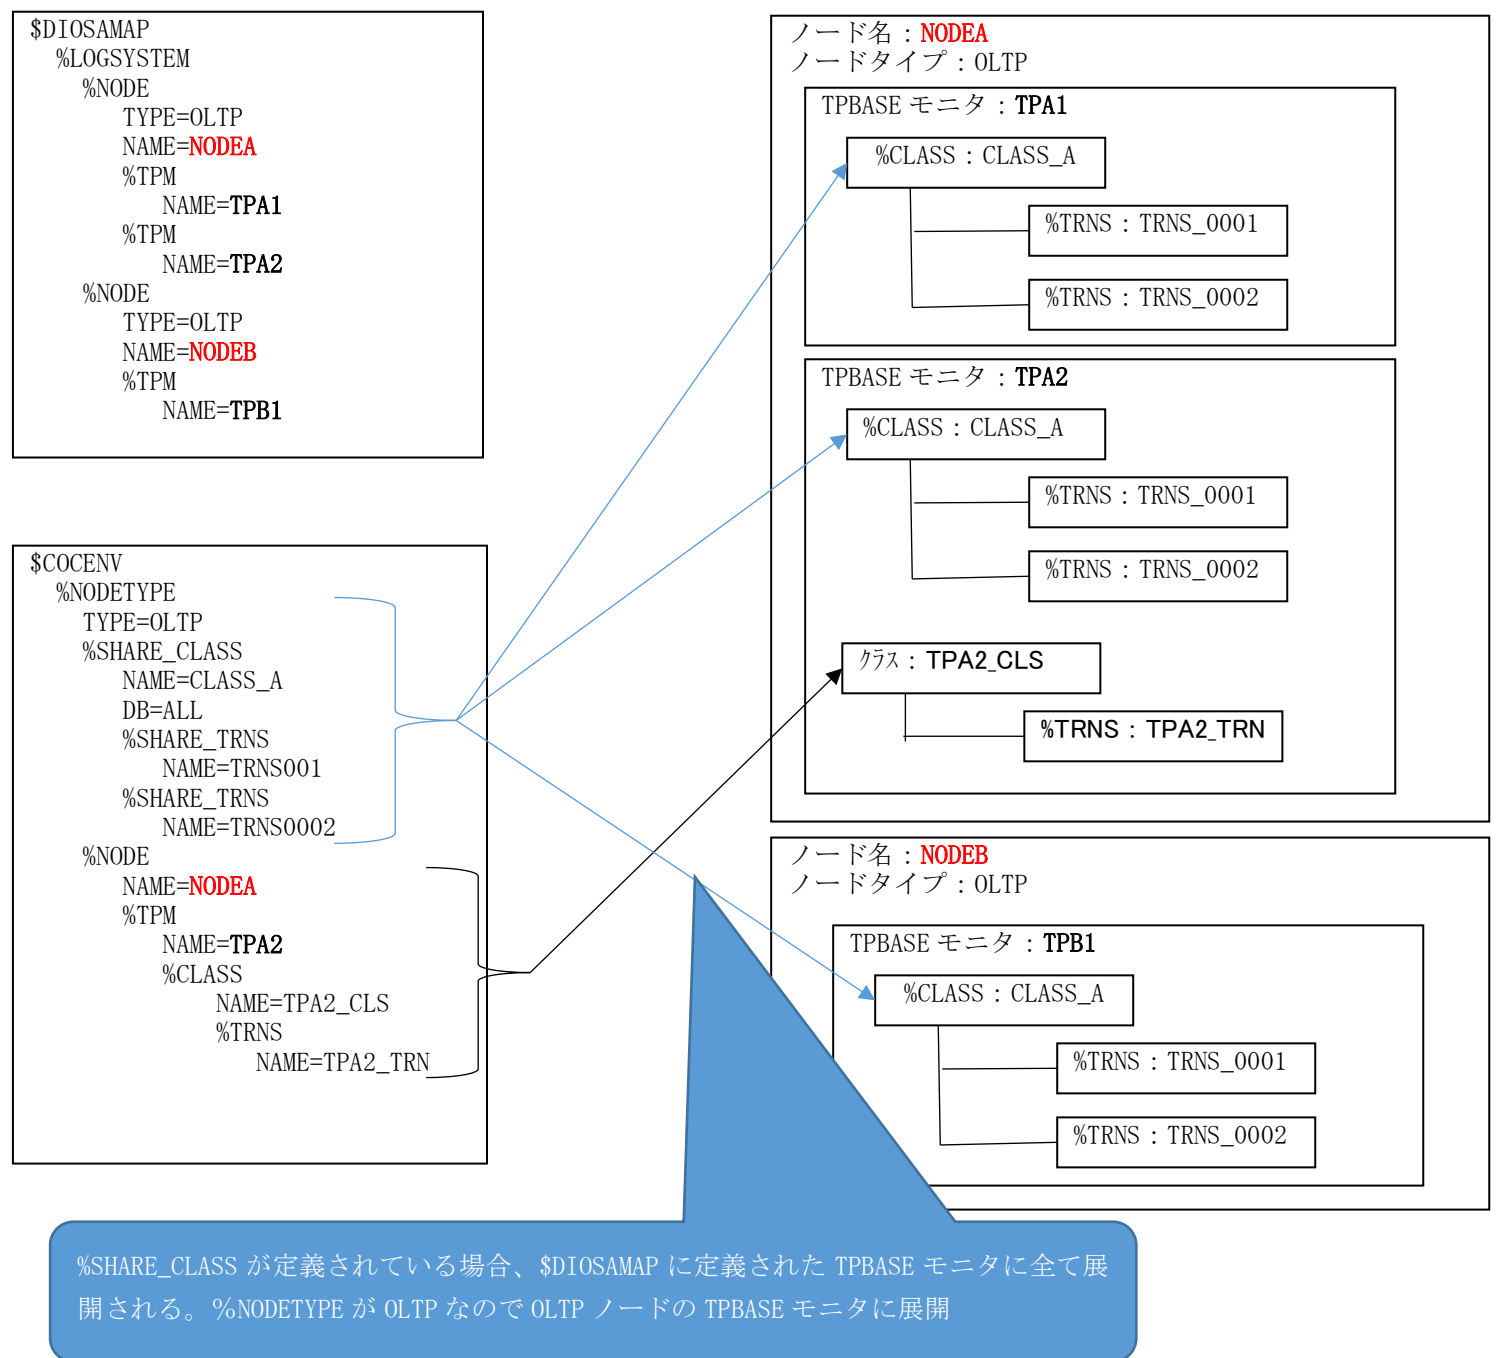 $DIOSAMAP
%LOGSYSTEM
%NODE
TYPE=OLTP
NAME=NODEA
%TPM
NAME=TPA1
%TPM
NAME=TPA2
%NODE
TYPE=OLTP
NAME=NODEB
%TPM
NAME=TPB1
$COCENV
%NODETYPE
TYPE=OLTP
%SHARE_CLASS
NAME=CLASS_A
DB=ALL
%SHARE_TRNS
NAME=TRNS001
%SHARE_TRNS
NAME=TRNS0002
%NODE
NAME=NODEA
%TPM
NAME=TPA2
%CLASS
NAME=TPA2_CLS
%TRNS
NAME=TPA2_TRN
ノード名：NODEA
ノードタイプ：OLTP
TPBASE モニタ：TPA1
%CLASS：CLASS_A
%TRNS：TRNS_0001
%TRNS：TRNS_0002
TPBASE モニタ：TPA2
%CLASS：CLASS_A
%TRNS：TRNS_0001
%TRNS：TRNS_0002
クラス：TPA2_CLS
%TRNS：TPA2_TRN
ノード名：NODEB
ノードタイプ：OLTP
TPBASE モニタ：TPB1
%CLASS：CLASS_A
%TRNS：TRNS_0001
%TRNS：TRNS_0002
%SHARE_CLASS が定義されている場合、$DIOSAMAP に定義された TPBASE モニタに全て展
開される。％NODETYPE が OLTP なので OLTP ノードの TPBASE モニタに展開